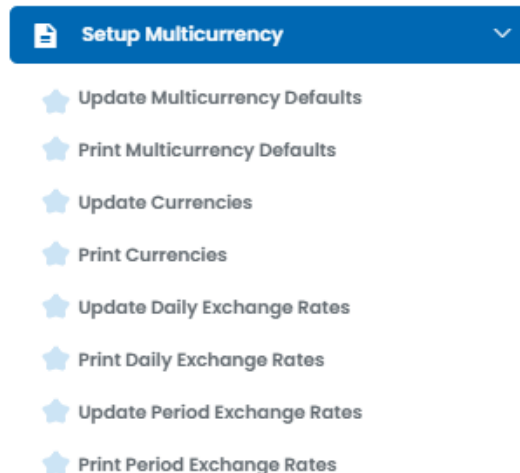 Setup Multicurrency
Update Multicurrency Defaults
Print Multicurrency Defaults
Update Currencies
Print Currencies
Update Daily Exchange Rates
Print Daily Exchange Rates
Update Period Exchange Rates
Print Period Exchange Rates